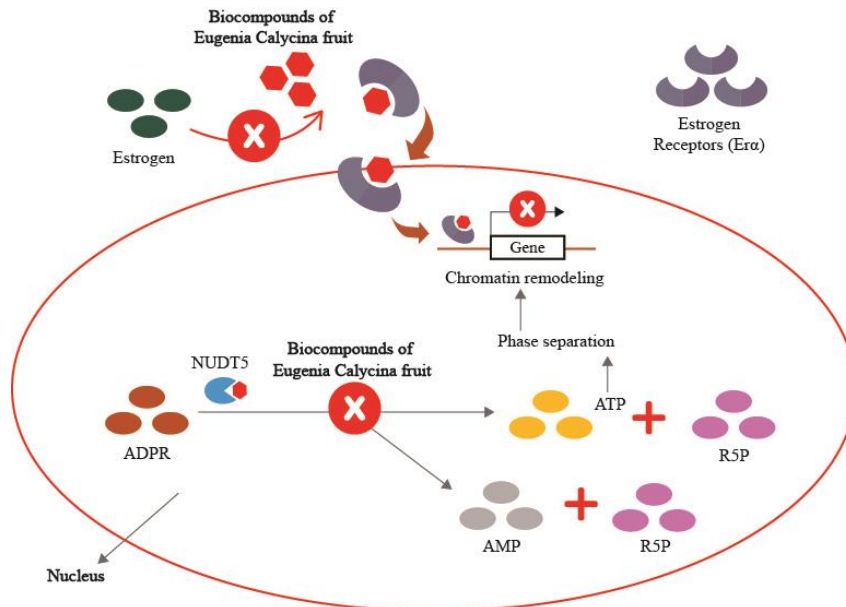 Biocompounds of
Eugenia Calycina fruit
X
Estrogen
Estrogen
Receptors (Erα)
X
Gene
Chromatin remodeling
Phase separation
NUDT5
Biocompounds of
Eugenia Calycina fruit
X
ATP
ADPR
R5P
AMP
R5P
Nucleus